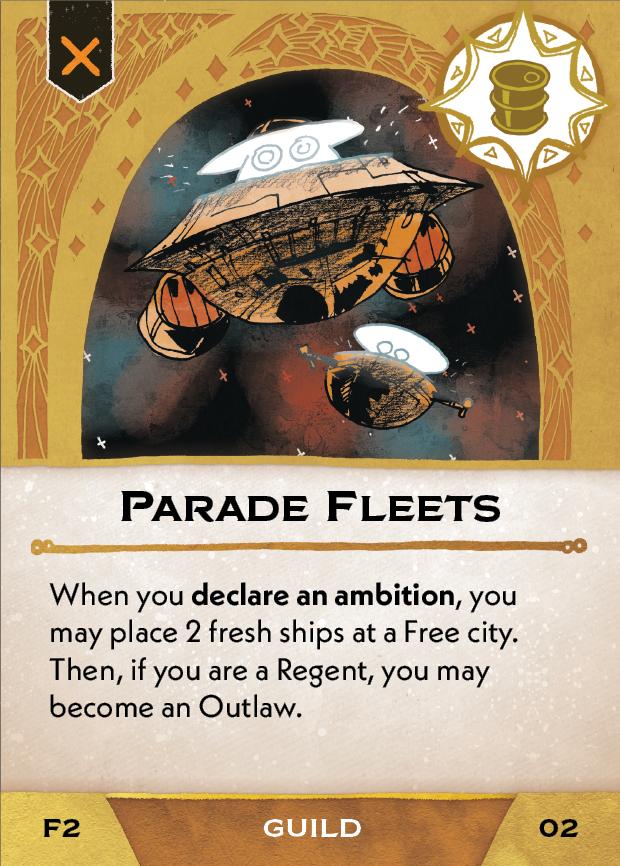 PARADE FLEETS
When you declare an ambition, you
may place 2 fresh ships at a Free city.
Then, if you are a Regent, you may
become an Outlaw.
F2 GUILD 02